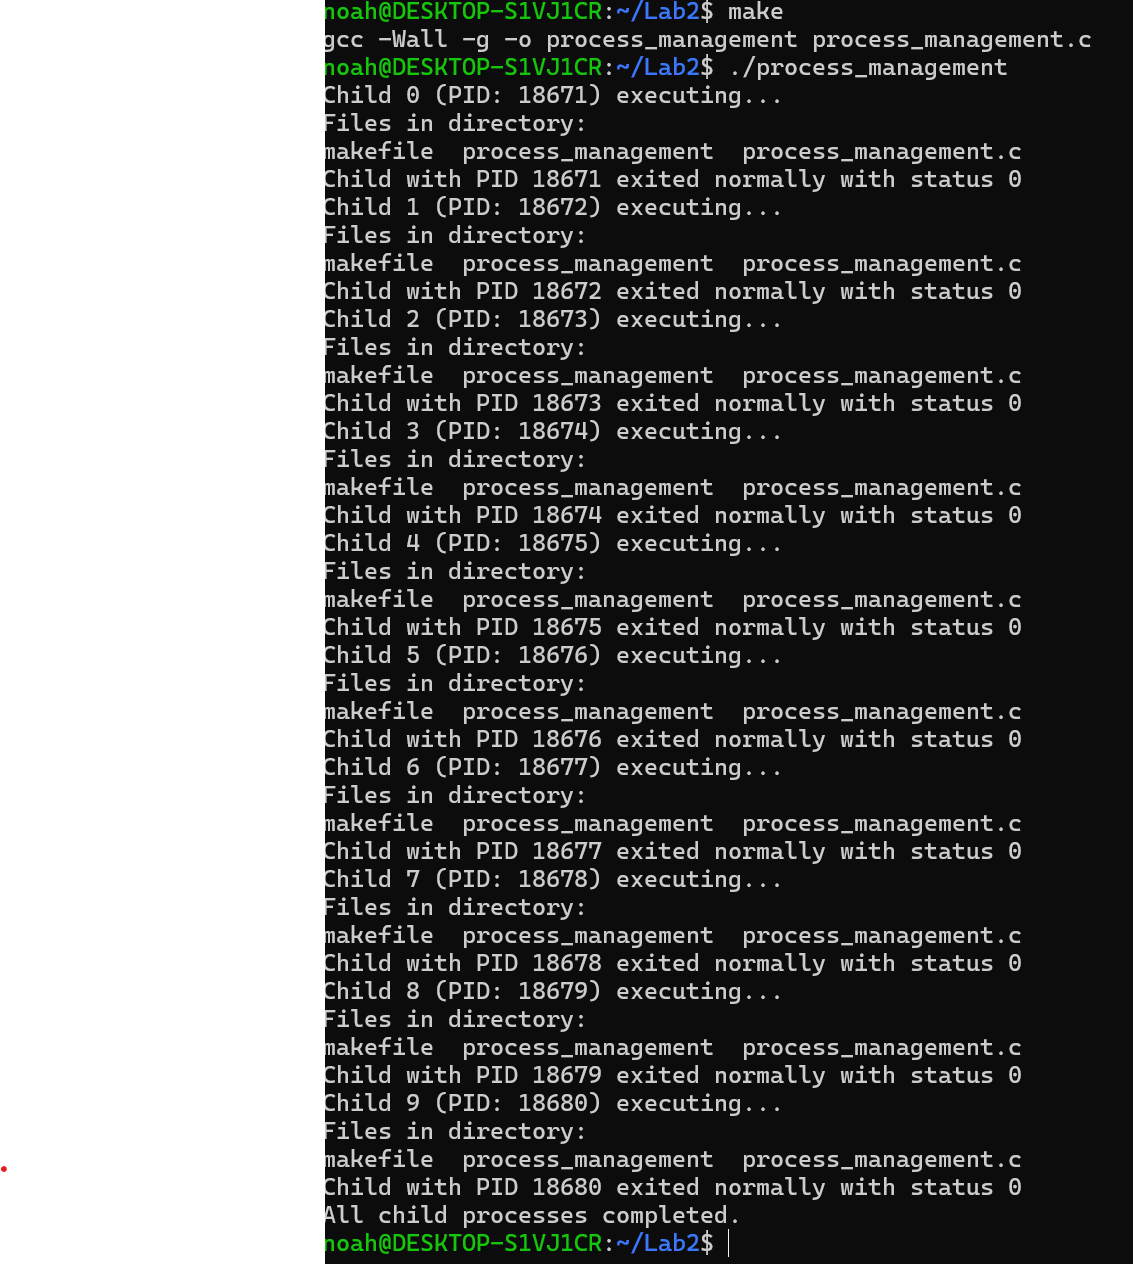 noah@DESKTOP-S1VJ1CR:~/Lab2$ make
gcc -Wall -g -o process_management process_management.c
noah@DESKTOP-S1VJ1CR:~/Lab2$ ./process_management
Child 0 (PID: 18671) executing...
Files in directory:
makefile  process_management  process_management.c
Child with PID 18671 exited normally with status 0
Child 1 (PID: 18672) executing...
Files in directory:
makefile  process_management  process_management.c
Child with PID 18672 exited normally with status 0
Child 2 (PID: 18673) executing...
Files in directory:
makefile  process_management  process_management.c
Child with PID 18673 exited normally with status 0
Child 3 (PID: 18674) executing...
Files in directory:
makefile  process_management  process_management.c
Child with PID 18674 exited normally with status 0
Child 4 (PID: 18675) executing...
Files in directory:
makefile  process_management  process_management.c
Child with PID 18675 exited normally with status 0
Child 5 (PID: 18676) executing...
Files in directory:
makefile  process_management  process_management.c
Child with PID 18676 exited normally with status 0
Child 6 (PID: 18677) executing...
Files in directory:
makefile  process_management  process_management.c
Child with PID 18677 exited normally with status 0
Child 7 (PID: 18678) executing...
Files in directory:
makefile  process_management  process_management.c
Child with PID 18678 exited normally with status 0
Child 8 (PID: 18679) executing...
Files in directory:
makefile  process_management  process_management.c
Child with PID 18679 exited normally with status 0
Child 9 (PID: 18680) executing...
Files in directory:
makefile  process_management  process_management.c
Child with PID 18680 exited normally with status 0
All child processes completed.
noah@DESKTOP-S1VJ1CR:~/Lab2$